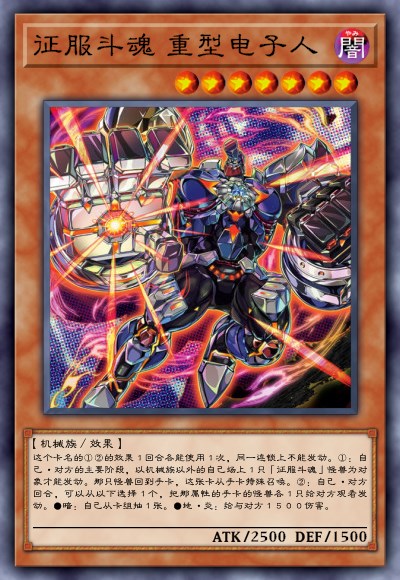 征服斗魂 重型电子人
闇
やみ
【机械族／效果】
这个卡名的①②的效果1回合各能使用1次，同一连锁上不能发动。①：自
己·对方的主要阶段，以机械族以外的自己场上1只「征服斗魂」怪兽为对
象才能发动。那只怪兽回到手卡，这张卡从手卡特殊召唤。②：自己·对方
回合，可以从以下选择1个，把那属性的手卡的怪兽各1只给对方观看发
动。●暗：自己从卡组抽1张。●地·炎：给与对方1500伤害。
ATK/2500 DEF/1500